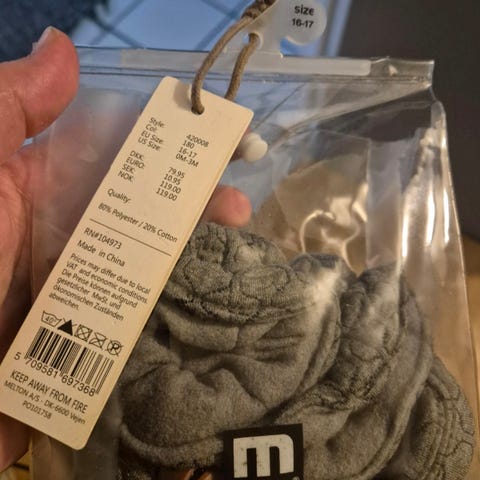 size
16-17
Style: 420008
Col: 180
EU Size: 16-17
US Size: 0M-3M
DKK: 79.95
EURO: 10.95
SEK: 119.00
NOK: 119.00
Quality:
80% Polyester / 20% Cotton
RN#104973
Made in China
Prices may differ due to local
VAT. and economic conditions.
Die Preise können aufgrund
gesetzlicher, MwSt. und
ökonomischen Zuständen
abweichen.
40°
5 709581 697368
KEEP AWAY FROM FIRE
MELTON A/S - DK-6600 Vejen
PO101758
m